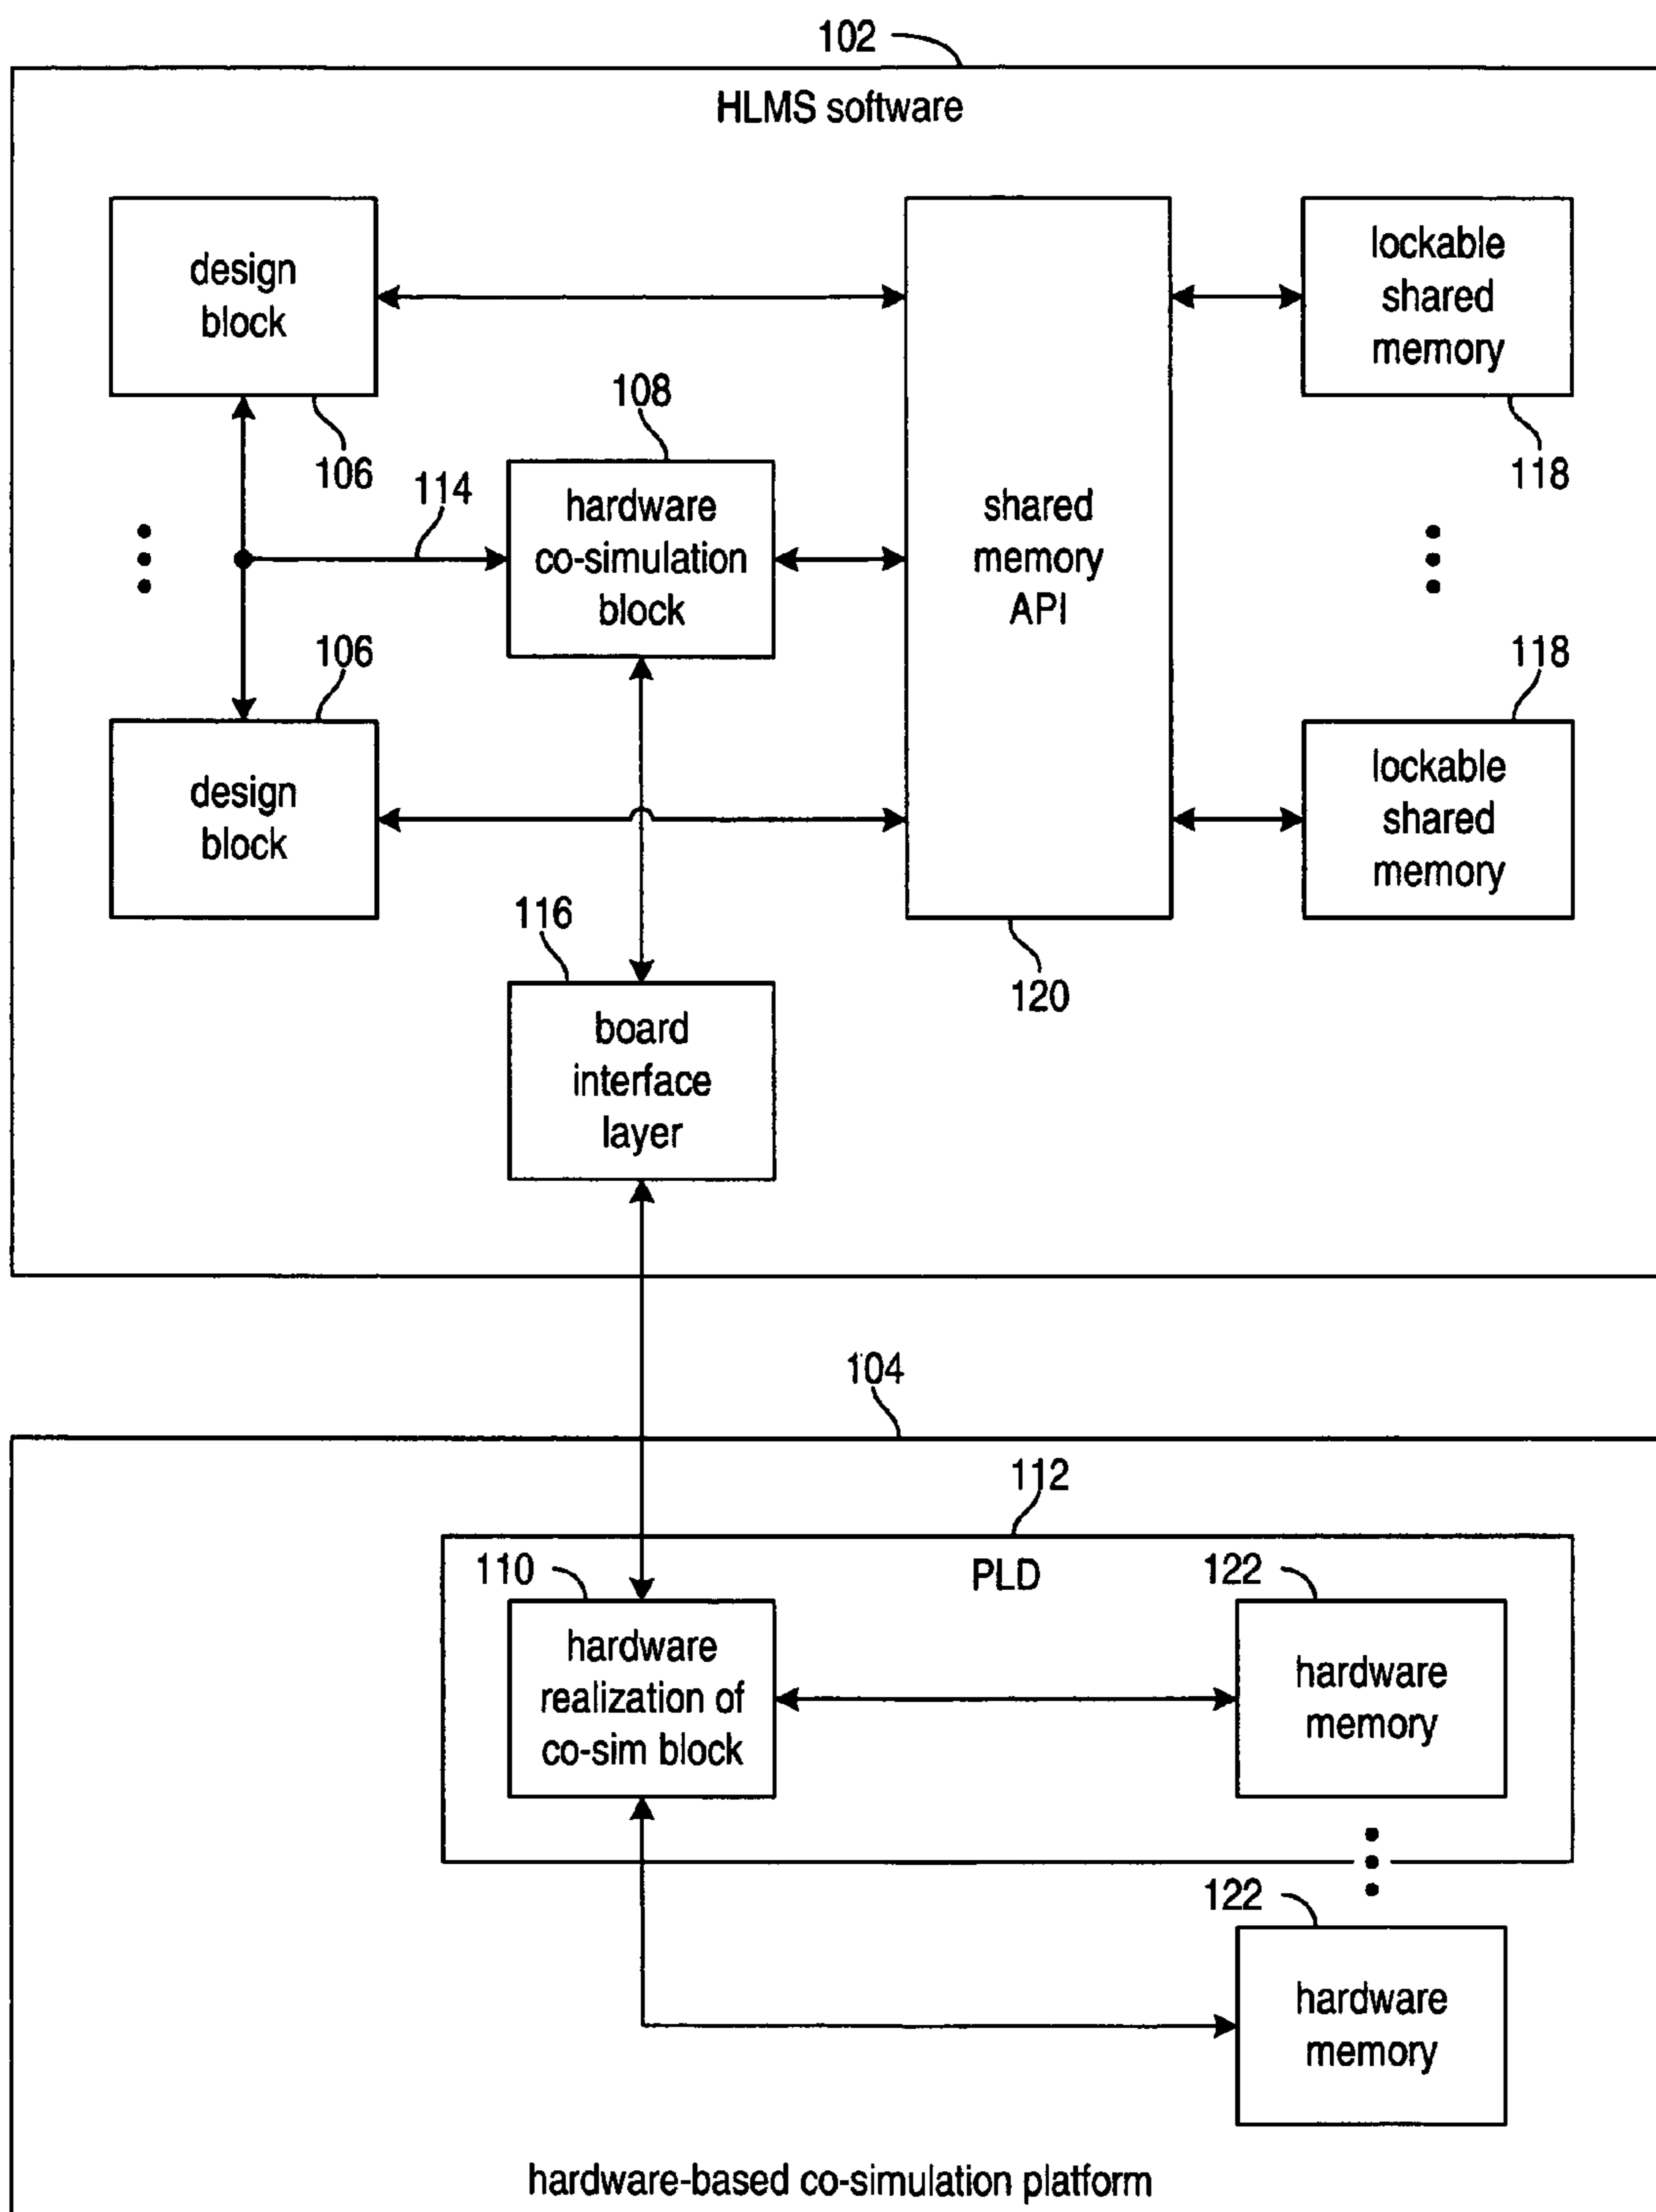 102
HLMS software
design
block
106
114
108
hardware
co-simulation
block
shared
memory
API
120
lockable
shared
memory
118
106
design
block
118
lockable
shared
memory
116
board
interface
layer
104
112
PLD
110
hardware
realization of
co-sim block
122
hardware
memory
122
hardware
memory
hardware-based co-simulation platform